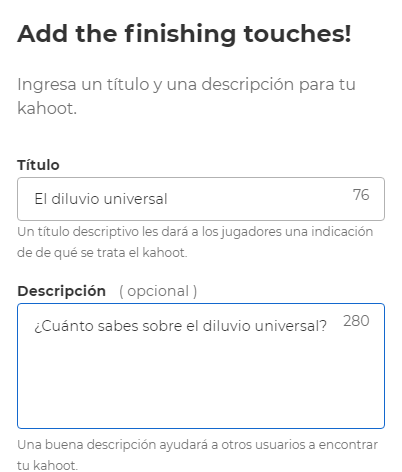 Add the finishing touches!
Ingresa un título y una descripción para tu
kahoot.
Título
El diluvio universal 76
Un título descriptivo les dará a los jugadores una indicación
de de qué se trata el kahoot.
Descripción ( opcional )
¿Cuánto sabes sobre el diluvio universal? 280
Una buena descripción ayudará a otros usuarios a encontrar
tu kahoot.